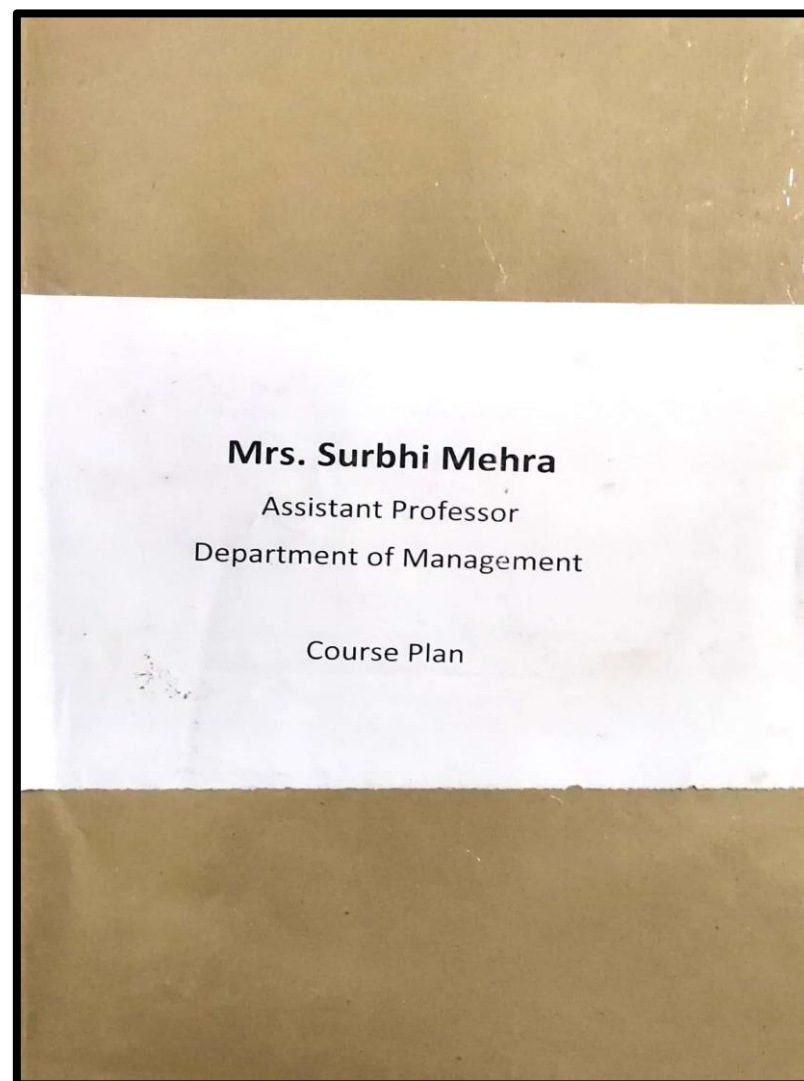 Mrs. Surbhi Mehra
Assistant Professor
Department of Management
Course Plan